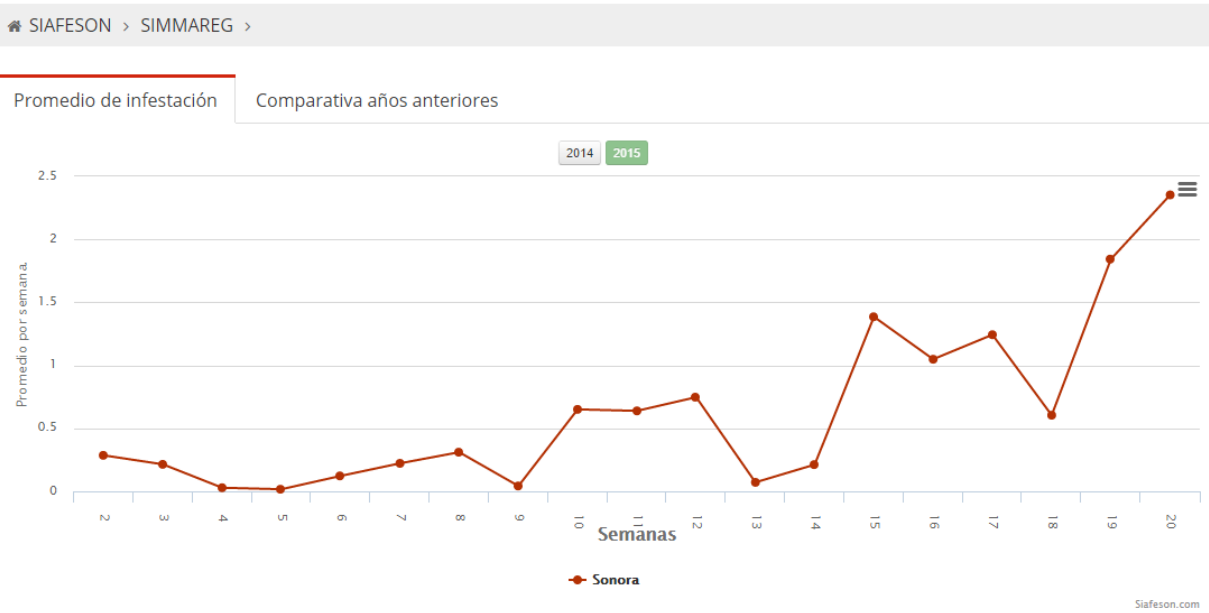 SIAFESON > SIMMAREG >
Promedio de infestación Comparativa años anteriores
2014 2015
2.5
2
1.5
1
0.5
0
Promedio por semana.
2 3 4 5 6 7 8 9 10 11 12 13 14 15 16 17 18 19 20
Semanas
Sonora
Siafeson.com